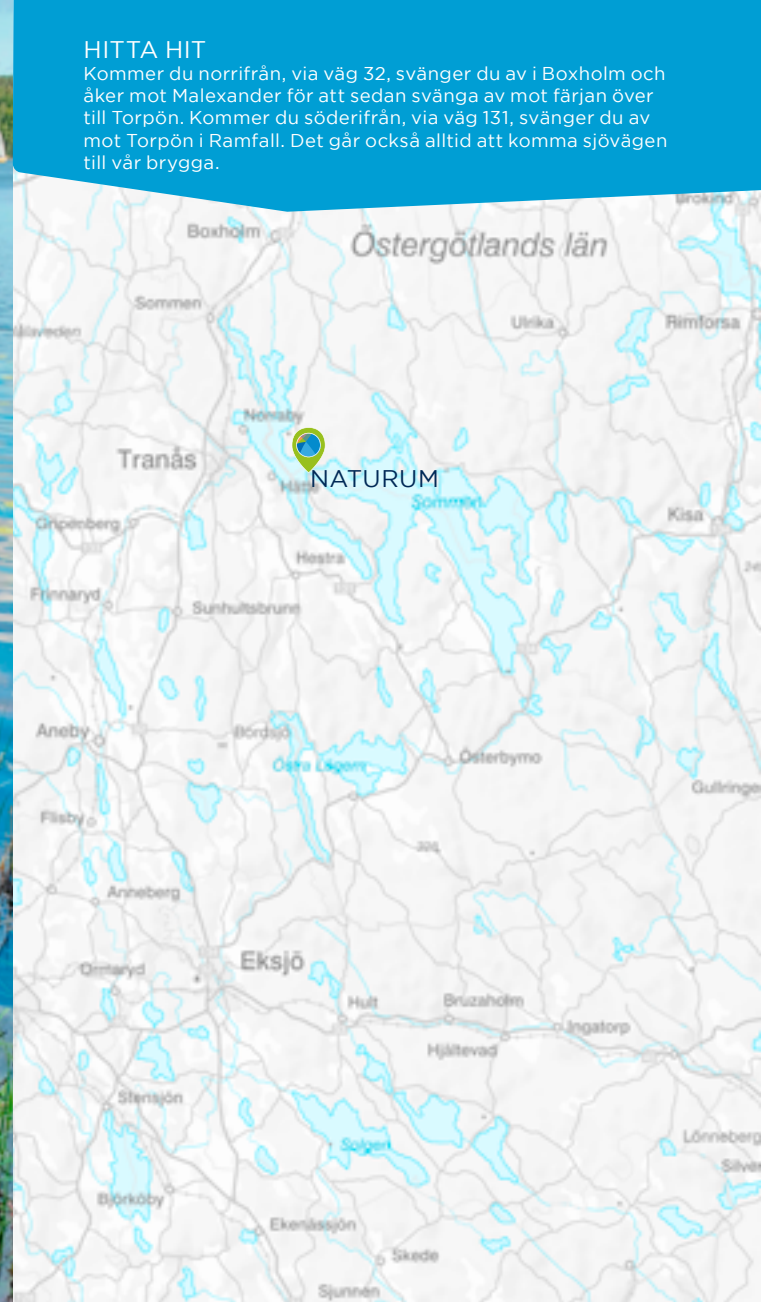 HITTA HIT
Kommer du norrifrån, via väg 32, svänger du av i Boxholm och
åker mot Malexander för att sedan svänga av mot färjan över
till Torpön. Kommer du söderifrån, via väg 131, svänger du av
mot Torpön i Ramfall. Det går också alltid att komma sjövägen
till vår brygga.
Brokind
Boxholm
Östergötlands län
Sommen
Ulrika
Rimforsa
Norraby
Tranås
NATURUM
Sommen
Kisa
Gripenberg
Hestra
Frinnaryd
Sunhultsbrunn
Aneby
Bordsjö
Östra Lägern
Österbymo
Gullringe
Flisby
Anneberg
Eksjö
Ormaryd
Hult
Bruzaholm
Ingatorp
Hjältevad
Stensjön
Solgen
Lönneberg
Silver
Björköby
Ekenässjön
Skede
Sjunnen